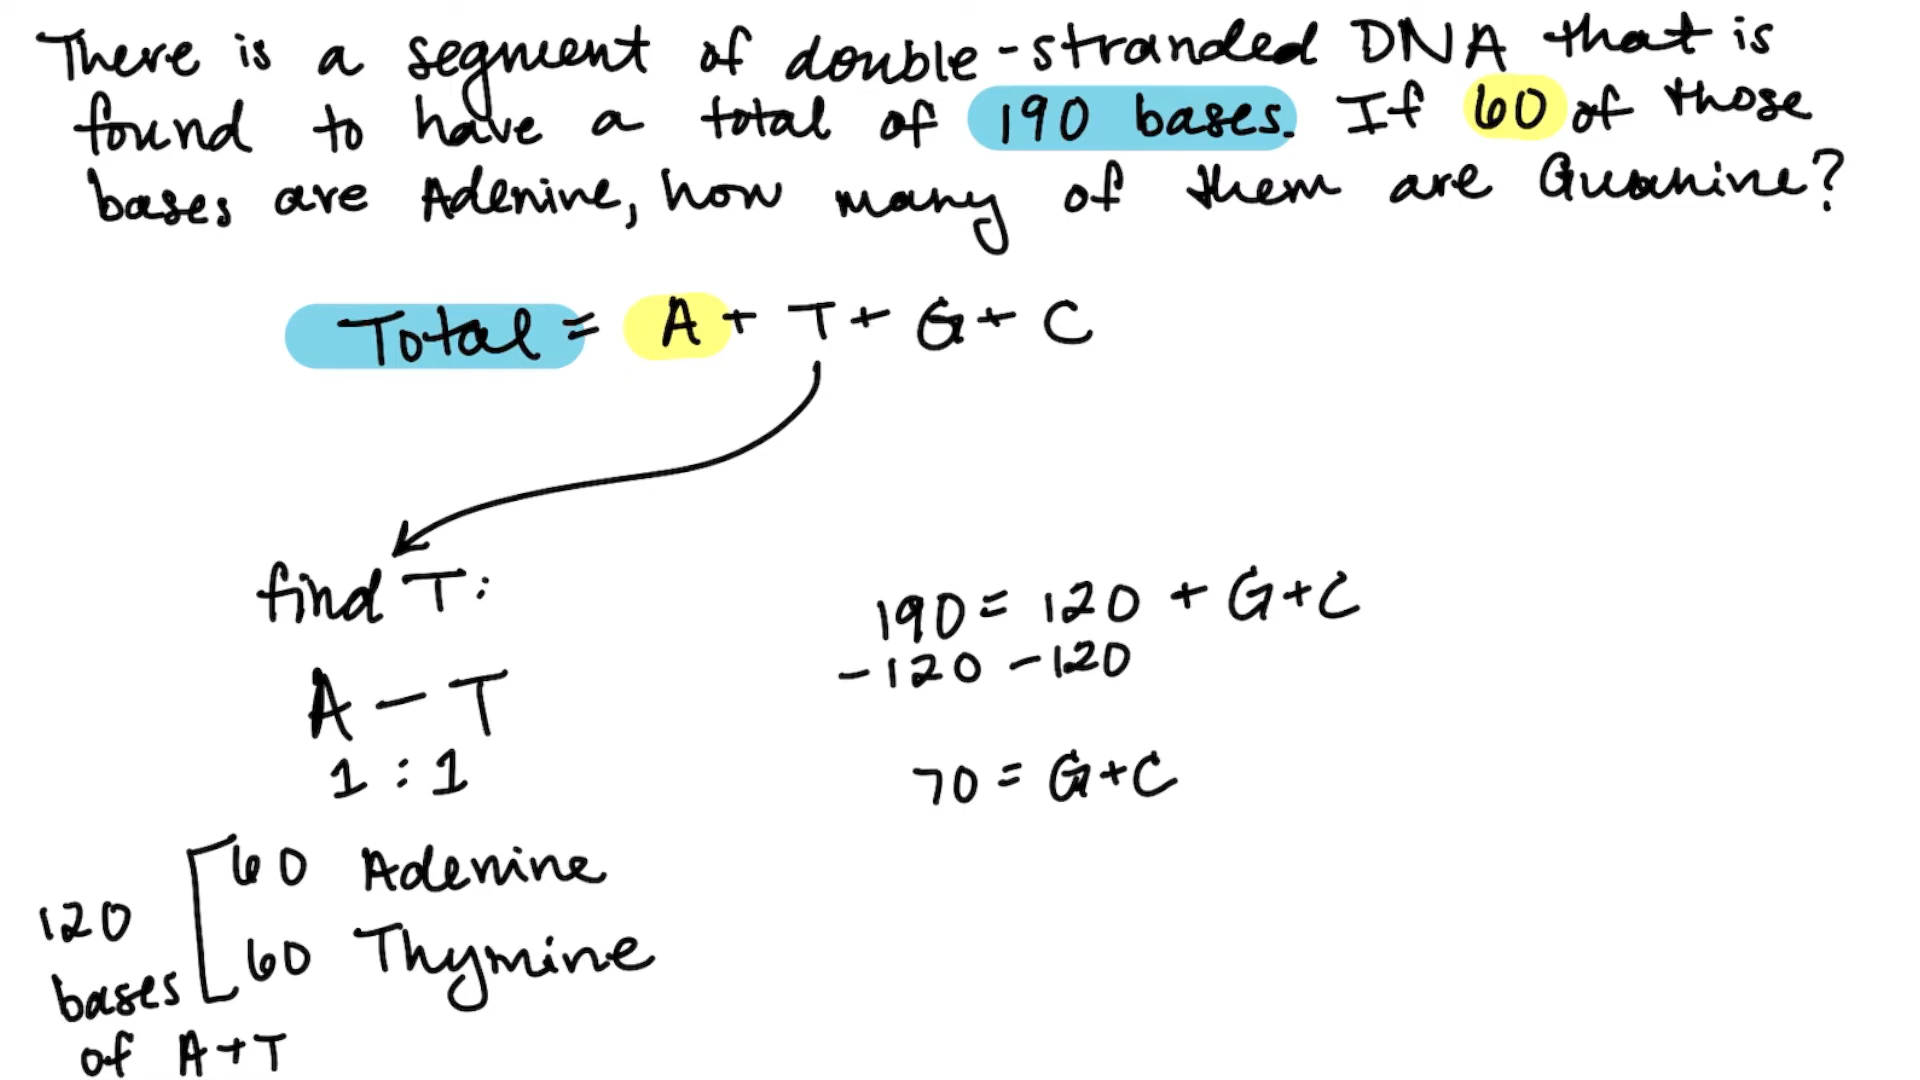 There is a segment of double-stranded DNA that is
found to have a total of 190 bases. If 60 of those
bases are Adenine, how many of them are Guanine?
Total = A + T + G + C
find T:
A - T
1 : 1
60 Adenine
60 Thymine
120
bases
of A+T
190 = 120 + G+C
-120 -120
70 = G+C